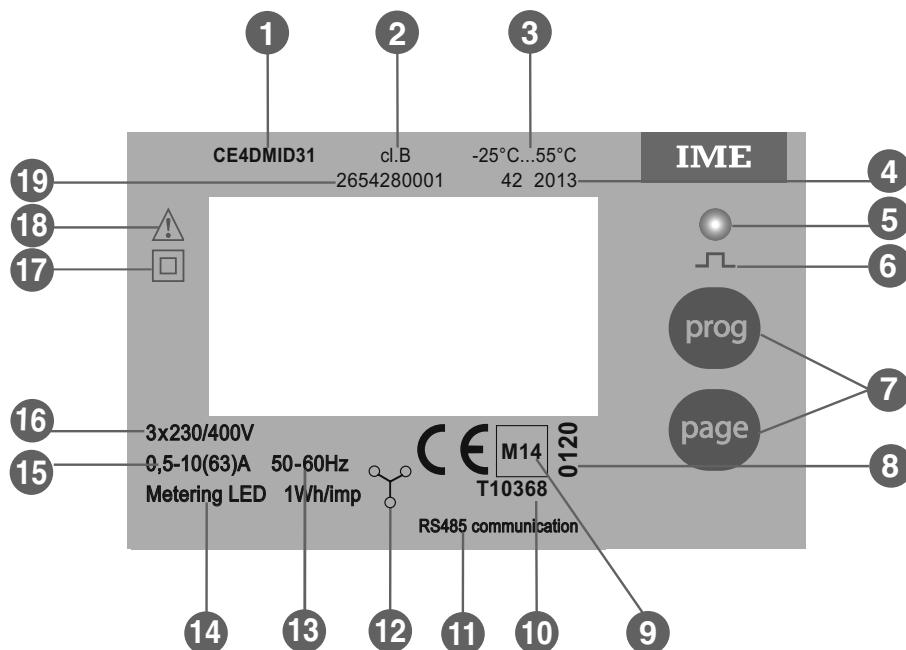 1 2 3
CE4DMID31 cl.B -25°C...55°C IME
19 2654280001 42 2013 4
18 5
17 6
prog
7
page
16 3x230/400V
15 0,5-10(63)A 50-60Hz CE M14 0120 8
Metering LED 1Wh/imp T10368
RS485 communication
14 13 12 11 10 9